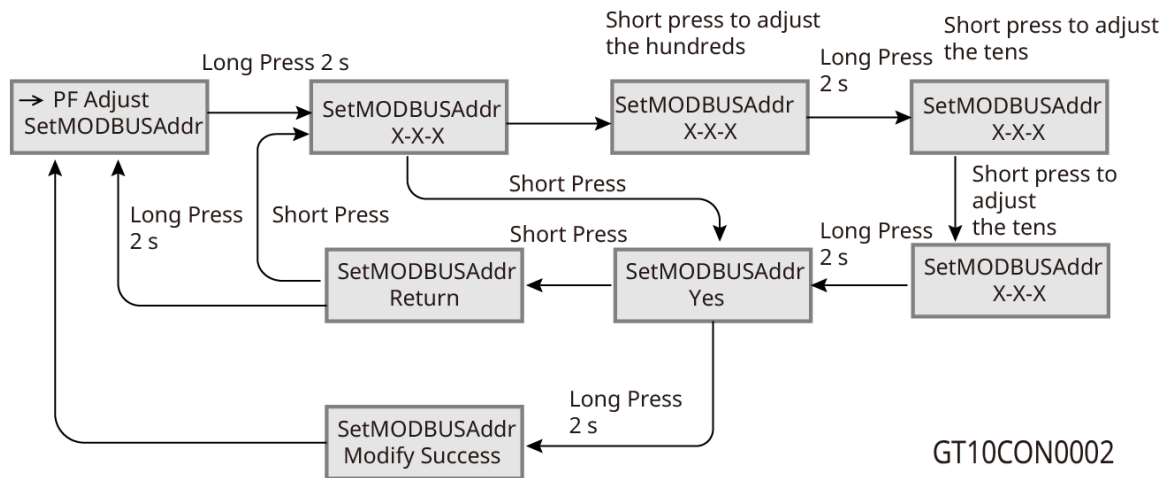 Short press to adjust
the hundreds
Short press to adjust
the tens
Long Press 2 s
Long Press
2 s
→ PF Adjust
SetMODBUSAddr
SetMODBUSAddr
X-X-X
SetMODBUSAddr
X-X-X
SetMODBUSAddr
X-X-X
Short Press
Short press to
adjust
the tens
Long Press
2 s
Short Press
Short Press
Long Press
2 s
SetMODBUSAddr
Return
SetMODBUSAddr
Yes
SetMODBUSAddr
X-X-X
Long Press
2 s
SetMODBUSAddr
Modify Success
GT10CON0002